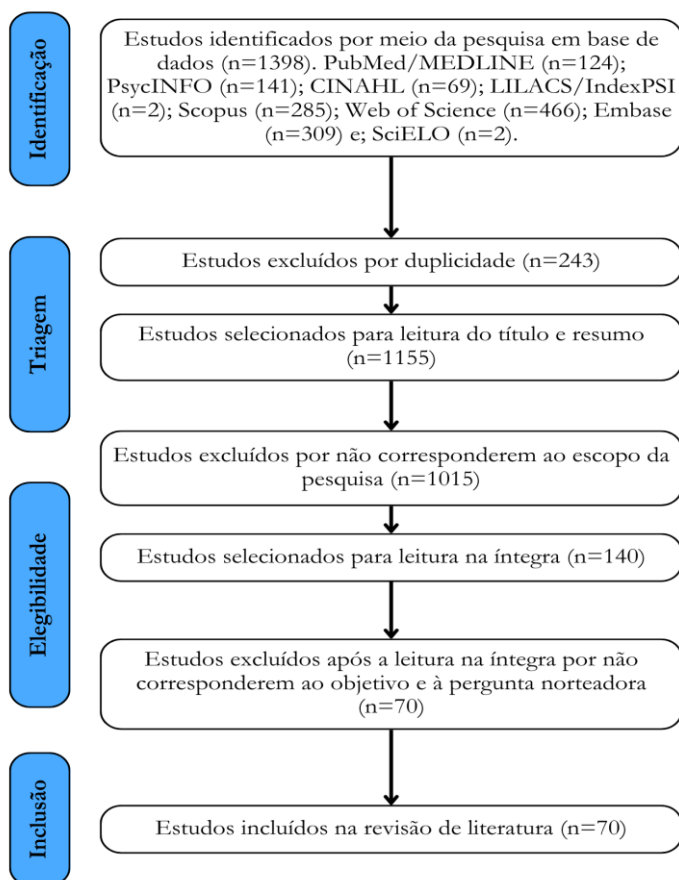 Identificação
Estudos identificados por meio da pesquisa em base de
dados (n=1398). PubMed/MEDLINE (n=124);
PsycINFO (n=141); CINAHL (n=69); LILACS/IndexPSI
(n=2); Scopus (n=285); Web of Science (n=466); Embase
(n=309) e; SciELO (n=2).
Triagem
Estudos excluídos por duplicidade (n=243)
Estudos selecionados para leitura do título e resumo
(n=1155)
Estudos excluídos por não corresponderem ao escopo da
pesquisa (n=1015)
Elegibilidade
Estudos selecionados para leitura na íntegra (n=140)
Estudos excluídos após a leitura na íntegra por não
corresponderem ao objetivo e à pergunta norteadora
(n=70)
Inclusão
Estudos incluídos na revisão de literatura (n=70)